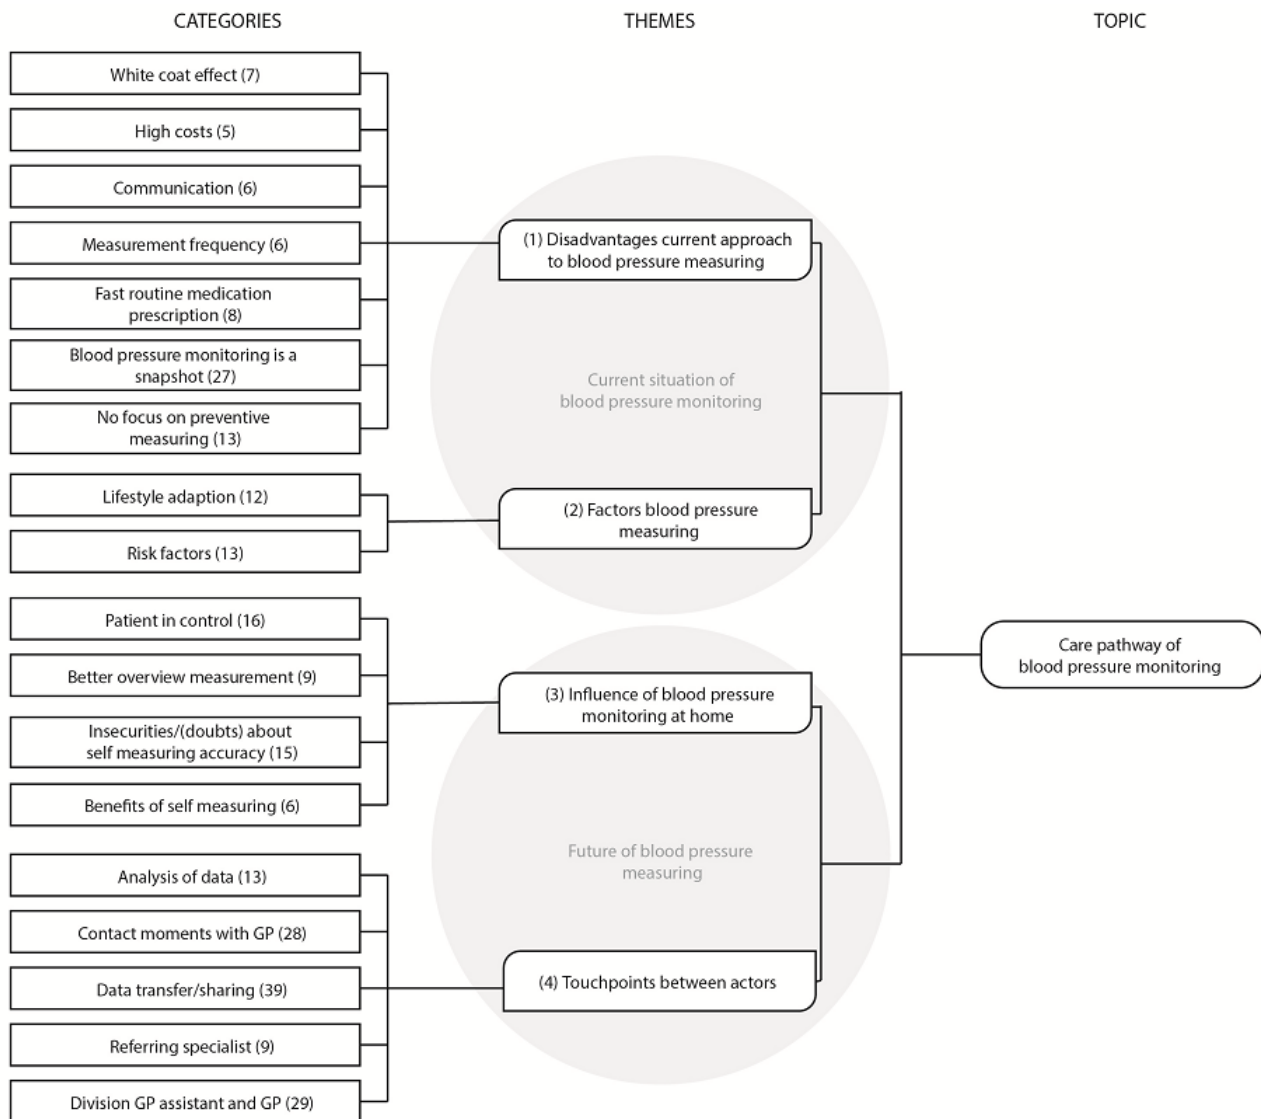 CATEGORIES
THEMES
TOPIC
White coat effect (7)
High costs (5)
Communication (6)
Measurement frequency (6)
Fast routine medication
prescription (8)
Blood pressure monitoring is a
snapshot (27)
No focus on preventive
measuring (13)
Lifestyle adaption (12)
Risk factors (13)
Patient in control (16)
Better overview measurement (9)
Insecurities/(doubts) about
self measuring accuracy (15)
Benefits of self measuring (6)
Analysis of data (13)
Contact moments with GP (28)
Data transfer/sharing (39)
Referring specialist (9)
Division GP assistant and GP (29)
(1) Disadvantages current approach
to blood pressure measuring
Current situation of
blood pressure monitoring
(2) Factors blood pressure
measuring
(3) Influence of blood pressure
monitoring at home
Future of blood pressure
measuring
(4) Touchpoints between actors
Care pathway of
blood pressure monitoring